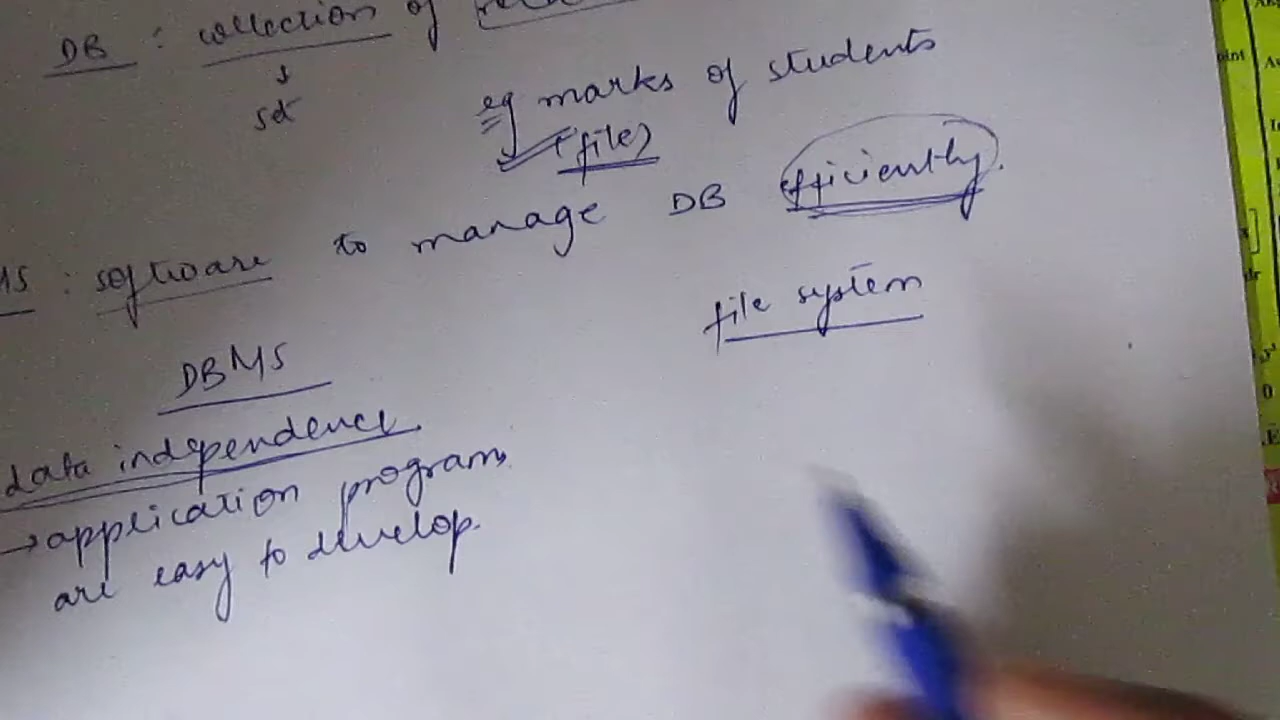 DB : collection of
set
eg marks of students
(file)
MS : software to manage DB efficiently.
DBMS
file system
data independence
→ application programs
are easy to develop.